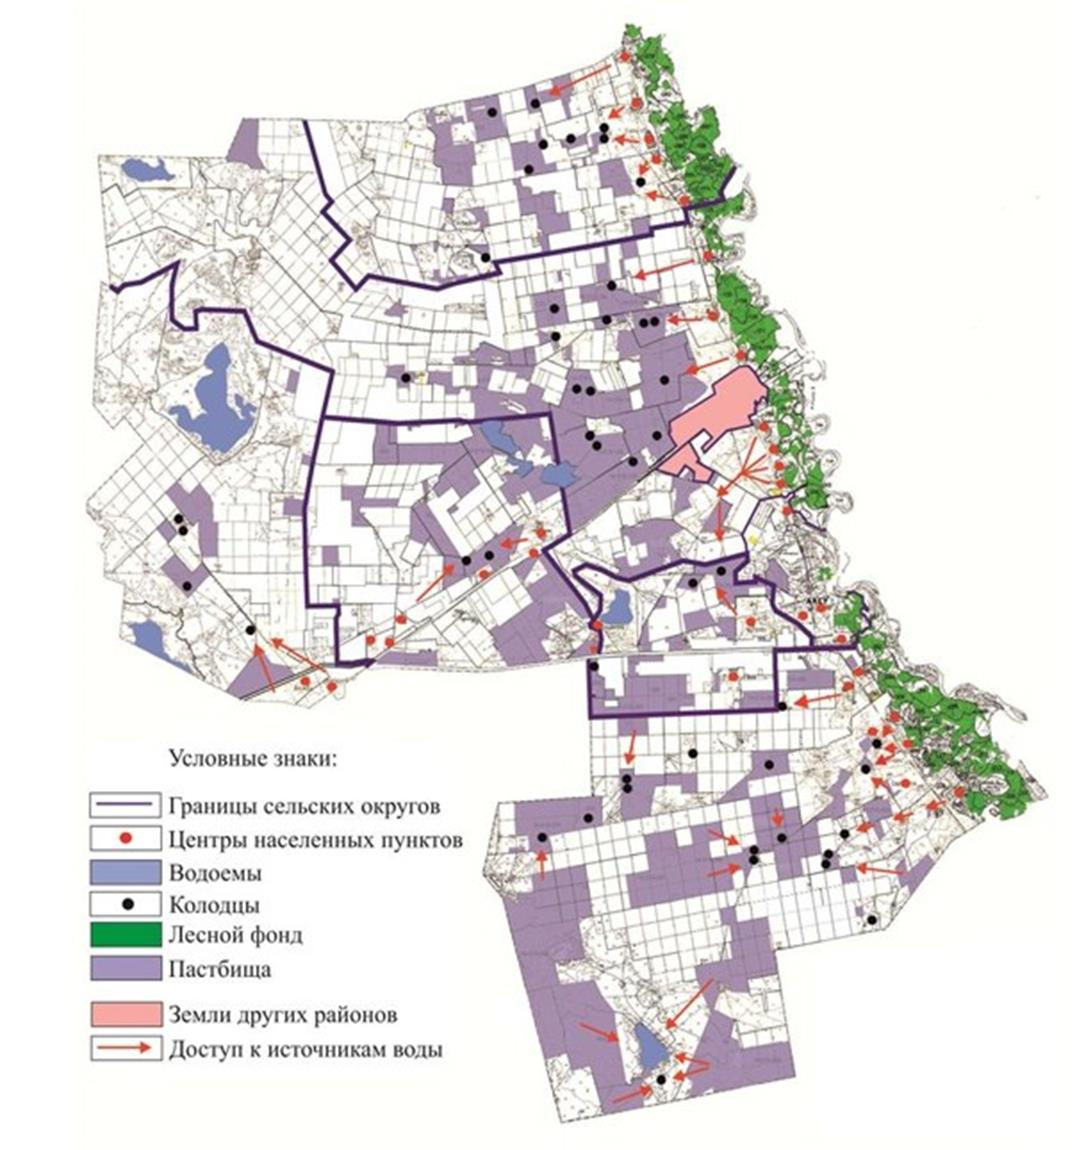 Условные знаки:
Границы сельских округов
Центры населенных пунктов
Водоемы
Колодцы
Лесной фонд
Пастбища
Земли других районов
Доступ к источникам воды